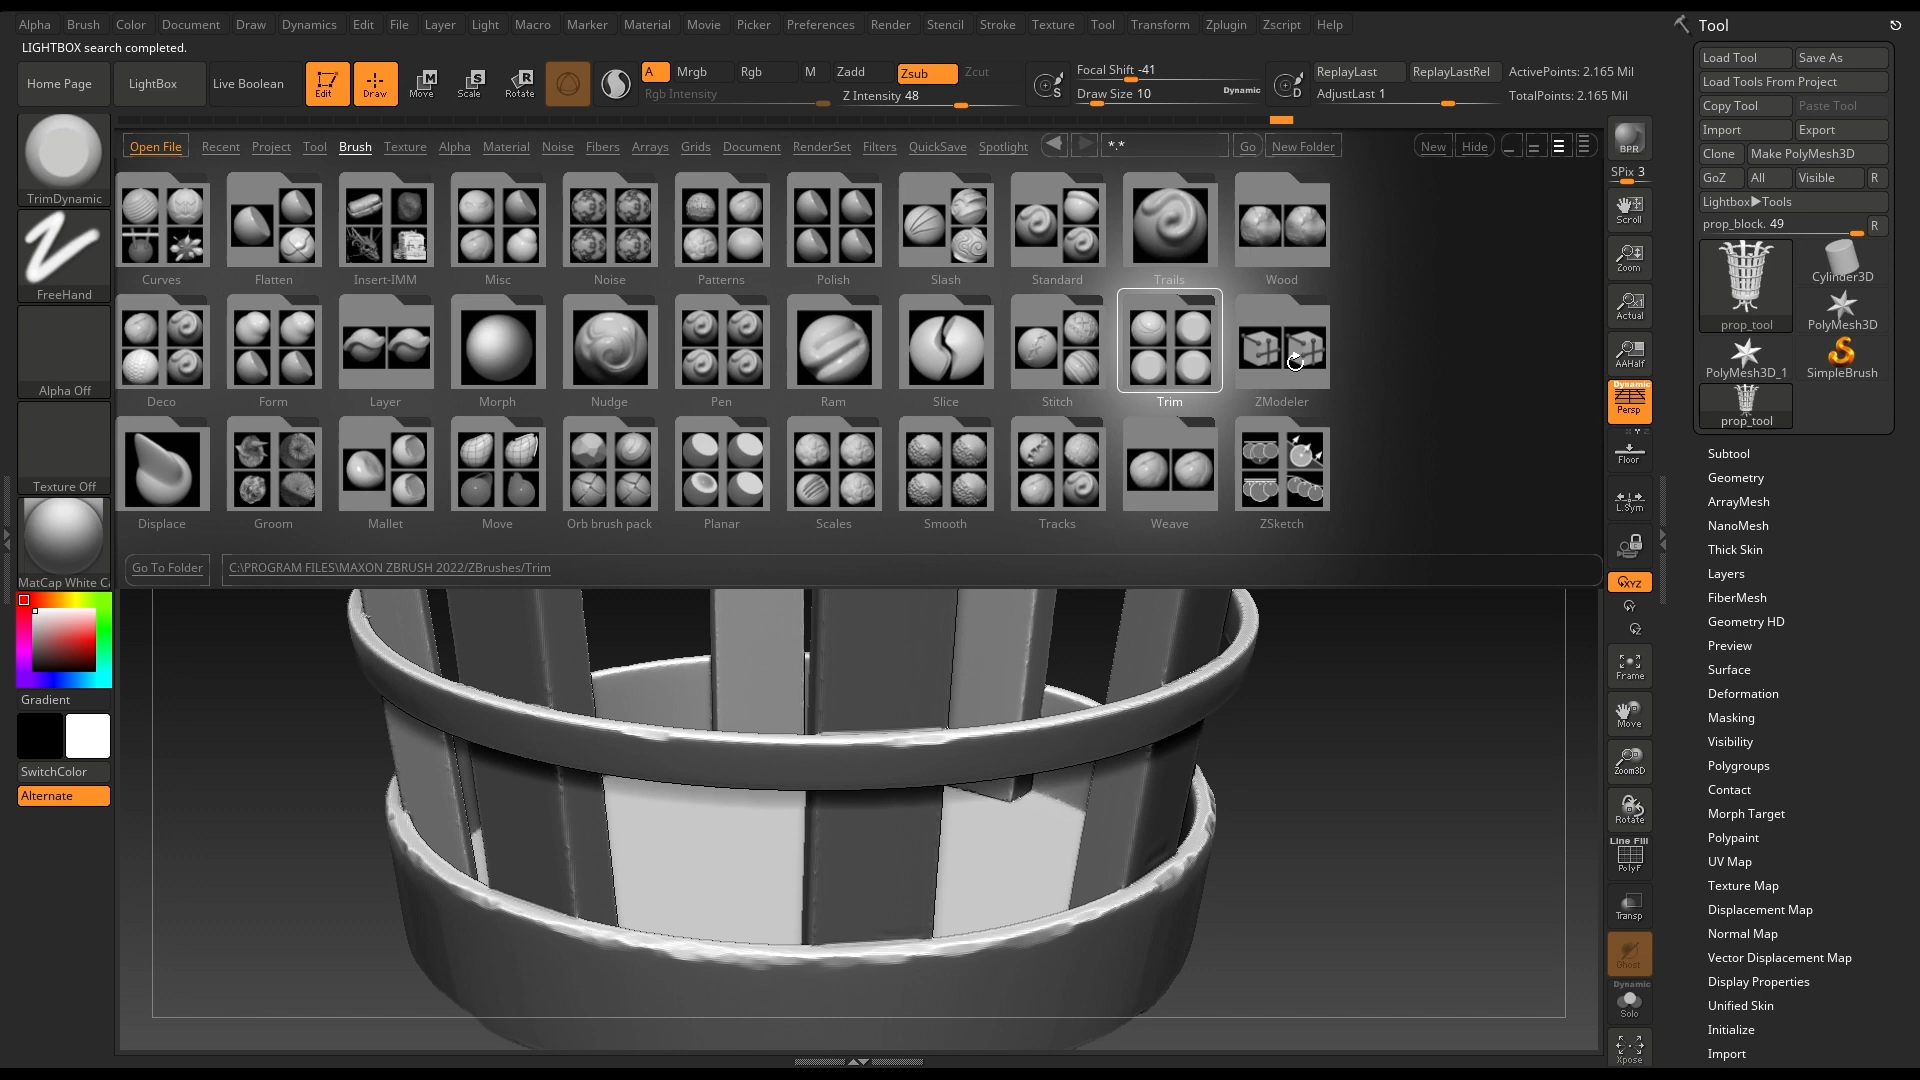 Alpha Brush Color Document Draw Dynamics Edit File Layer Light Macro Marker Material Movie Picker Preferences Render Stencil Stroke Texture Tool Transform Zplugin Zscript Help
LIGHTBOX search completed.
Home Page LightBox Live Boolean Edit Draw Move Scale Rotate
A Mrgb Rgb M Zadd Zsub Zcut
Rgb Intensity Z Intensity 48
Focal Shift -41
Draw Size 10 Dynamic
ReplayLast ReplayLastRel ActivePoints: 2.165 Mil
AdjustLast 1 TotalPoints: 2.165 Mil
Open File Recent Project Tool Brush Texture Alpha Material Noise Fibers Arrays Grids Document RenderSet Filters QuickSave Spotlight *.* Go New Folder New Hide
Curves Flatten Insert-IMM Misc Noise Patterns Polish Slash Standard Trails Wood
Deco Form Layer Morph Nudge Pen Ram Slice Stitch Trim ZModeler
Displace Groom Mallet Move Orb brush pack Planar Scales Smooth Tracks Weave ZSketch
Go To Folder C:\PROGRAM FILES\MAXON ZBRUSH 2022/ZBrushes/Trim
TrimDynamic
FreeHand
Alpha Off
Texture Off
MatCap White Ca
Gradient
SwitchColor
Alternate
BPR
SPix 3
Scroll
Zoom
Actual
AAHalf
Dynamic
Persp
Floor
L.Sym
XYZ
Y
Z
Frame
Move
Zoom3D
Rotate
Line Fill
PolyF
Transp
Ghost
Dynamic
Solo
Xpose
Tool
Load Tool Save As
Load Tools From Project
Copy Tool Paste Tool
Import Export
Clone Make PolyMesh3D
GoZ All Visible R
Lightbox▶Tools
prop_block. 49 R
prop_tool Cylinder3D
PolyMesh3D
PolyMesh3D_1 SimpleBrush
prop_tool
Subtool
Geometry
ArrayMesh
NanoMesh
Thick Skin
Layers
FiberMesh
Geometry HD
Preview
Surface
Deformation
Masking
Visibility
Polygroups
Contact
Morph Target
Polypaint
UV Map
Texture Map
Displacement Map
Normal Map
Vector Displacement Map
Display Properties
Unified Skin
Initialize
Import